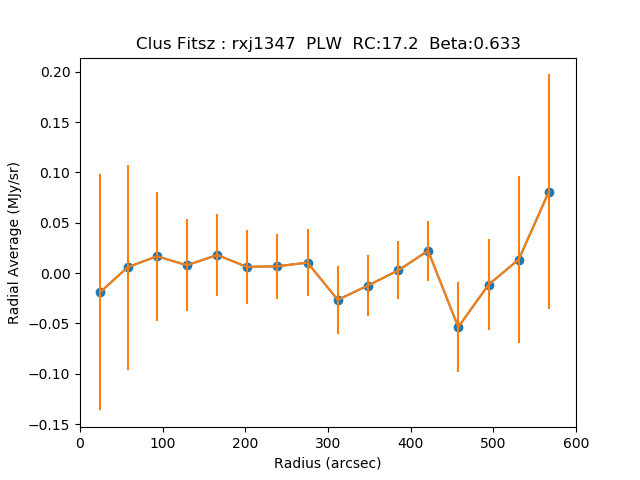 Clus Fitsz : rxj1347  PLW  RC:17.2  Beta:0.633
Radial Average (MJy/sr)
0.20
0.15
0.10
0.05
0.00
−0.05
−0.10
−0.15
0 100 200 300 400 500 600
Radius (arcsec)